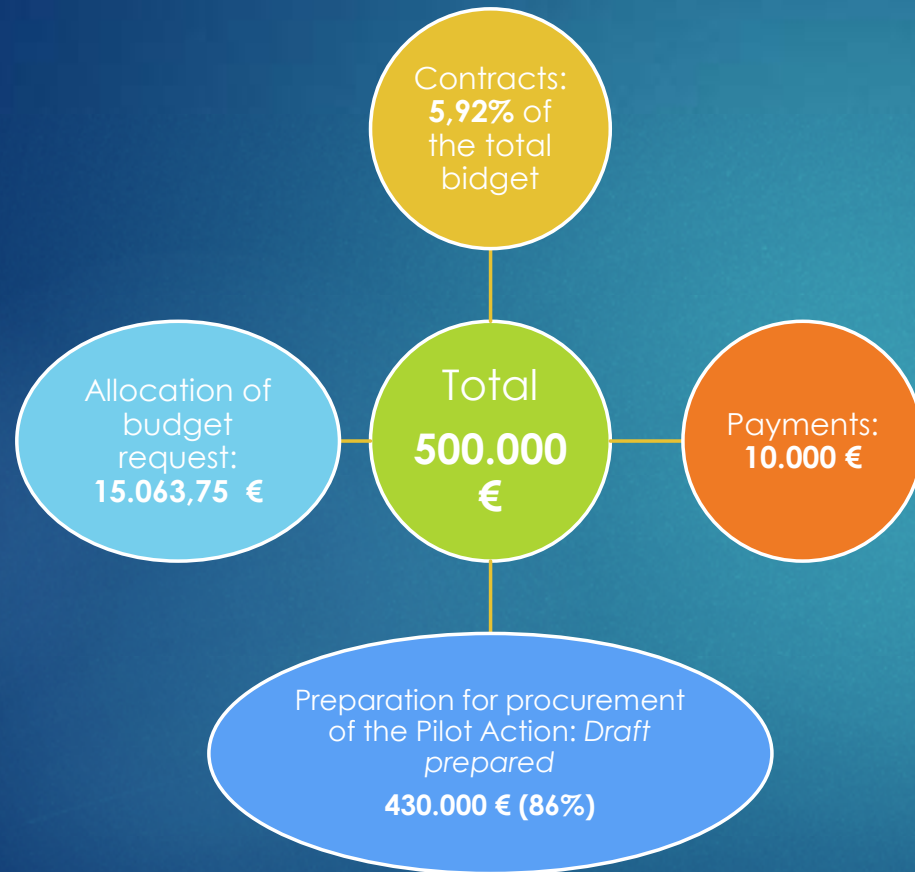 Contracts:
5,92% of
the total
bidget
Allocation of
budget
request:
15.063,75 €
Total
500.000
€
Payments:
10.000 €
Preparation for procurement
of the Pilot Action: Draft
prepared
430.000 € (86%)